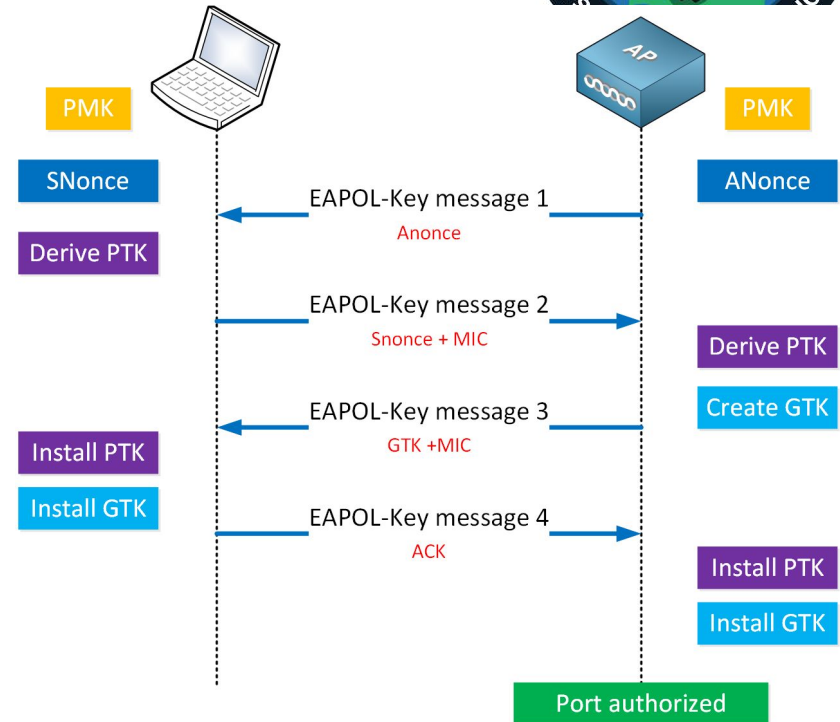 AP
PMK
PMK
SNonce
ANonce
EAPOL-Key message 1
Anonce
Derive PTK
EAPOL-Key message 2
Snonce + MIC
Derive PTK
EAPOL-Key message 3
GTK +MIC
Create GTK
Install PTK
Install GTK
EAPOL-Key message 4
ACK
Install PTK
Install GTK
Port authorized